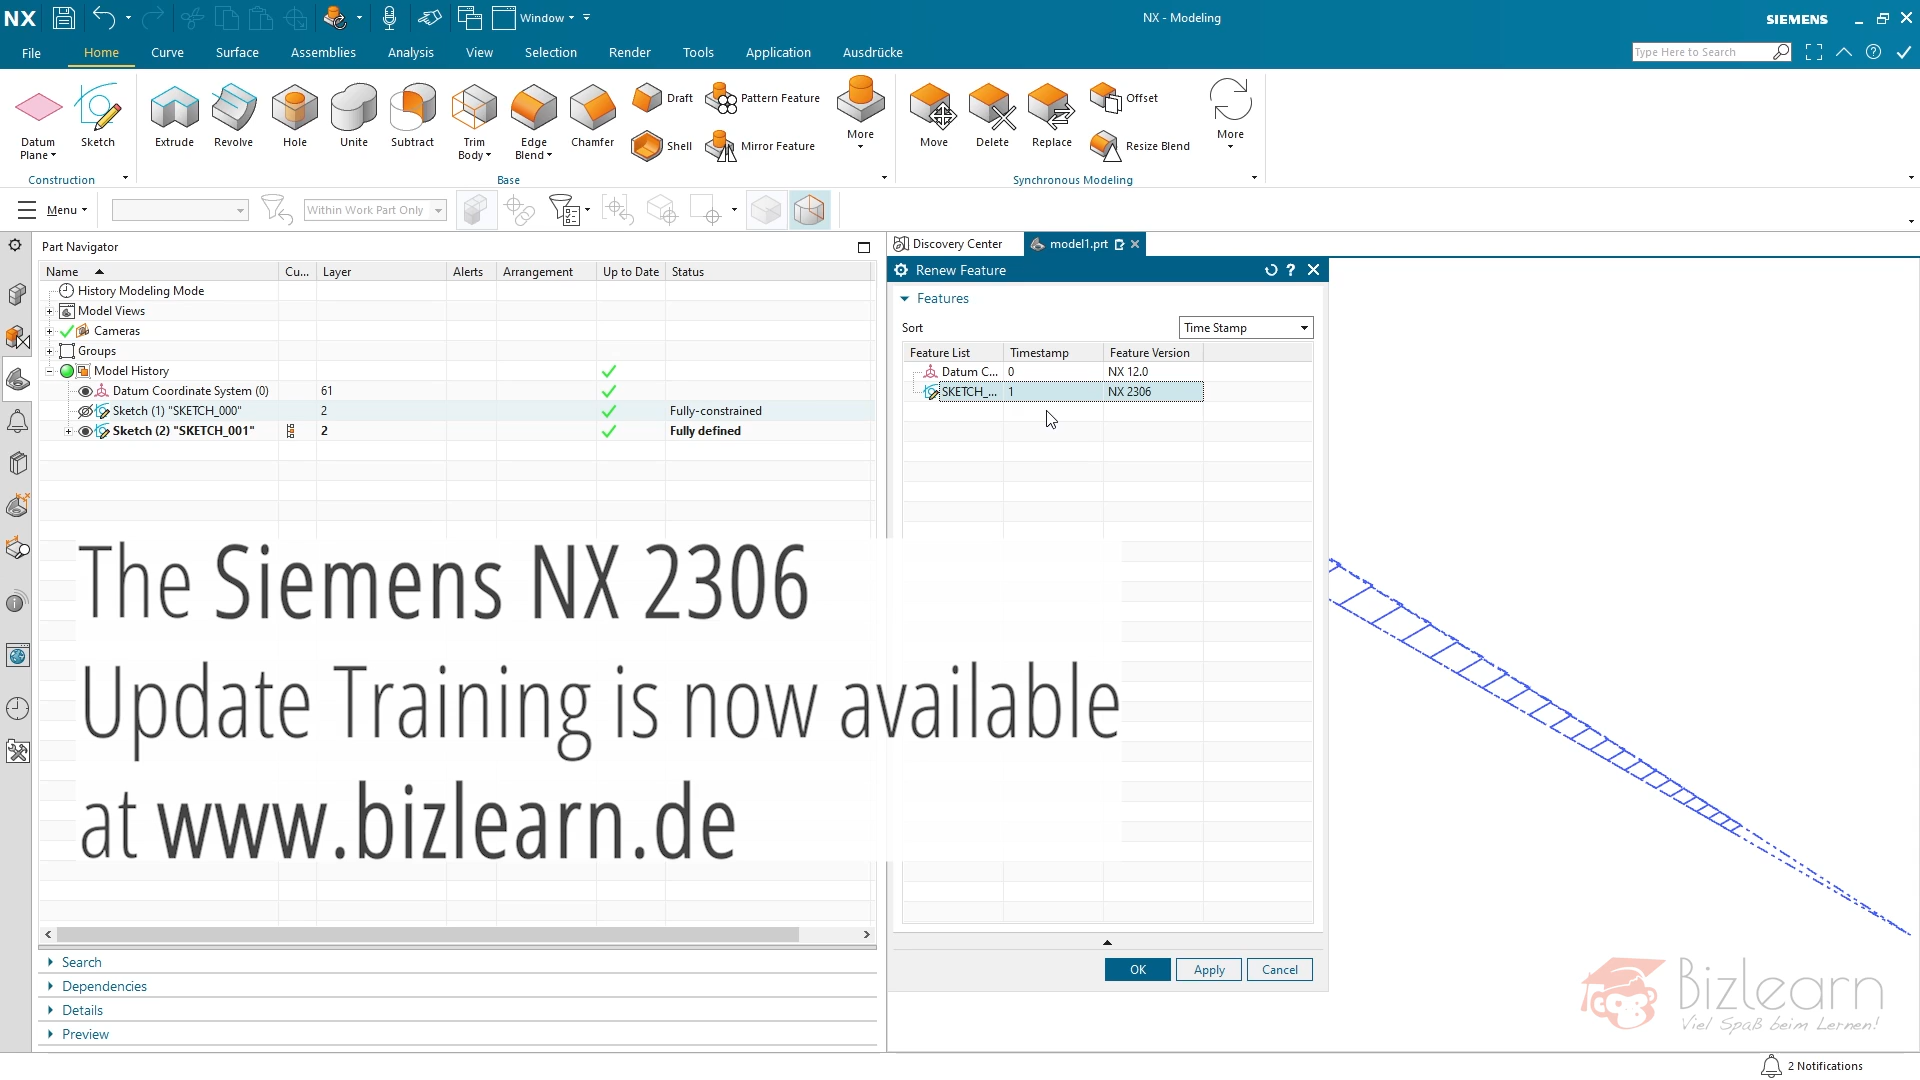 NX
Window
NX - Modeling
SIEMENS
File
Home
Curve
Surface
Assemblies
Analysis
View
Selection
Render
Tools
Application
Ausdrücke
Type Here to Search
Datum
Plane
Sketch
Extrude
Revolve
Hole
Unite
Subtract
Trim
Body
Edge
Blend
Chamfer
Draft
Shell
Pattern Feature
Mirror Feature
More
Move
Delete
Replace
Offset
Resize Blend
More
Construction
Base
Synchronous Modeling
Menu
Within Work Part Only
Part Navigator
Name
Cu...
Layer
Alerts
Arrangement
Up to Date
Status
History Modeling Mode
Model Views
Cameras
Groups
Model History
Datum Coordinate System (0)
61
Sketch (1) "SKETCH_000"
2
Fully-constrained
Sketch (2) "SKETCH_001"
2
Fully defined
Discovery Center
model1.prt
Renew Feature
?
Features
Sort
Time Stamp
Feature List
Timestamp
Feature Version
Datum C...
0
NX 12.0
SKETCH_...
1
NX 2306
The Siemens NX 2306
Update Training is now available
at www.bizlearn.de
Search
Dependencies
Details
Preview
OK
Apply
Cancel
Bizlearn
Viel Spaß beim Lernen!
2 Notifications